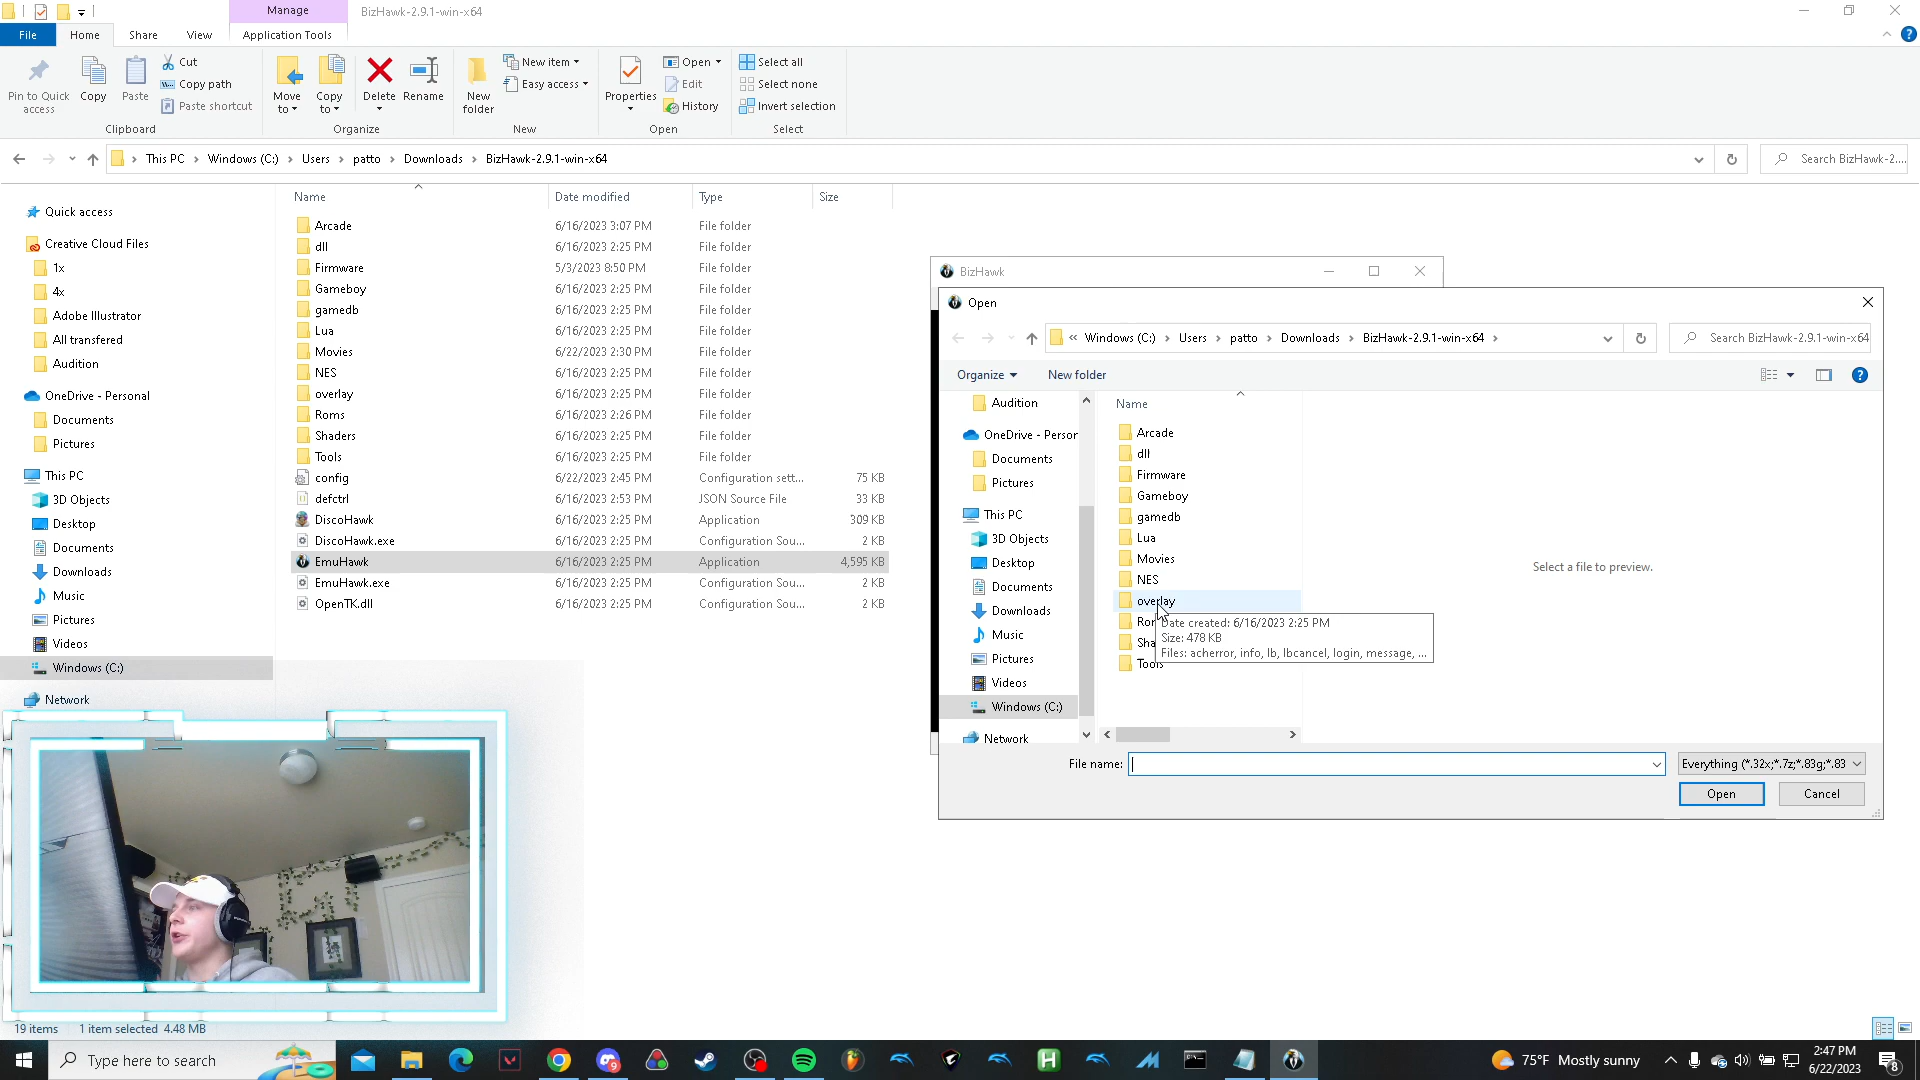 Manage
BizHawk-2.9.1-win-x64
File
Home
Share
View
Application Tools
Pin to Quick access
Copy
Paste
Cut
Copy path
Paste shortcut
Clipboard
Move to
Copy to
Delete
Rename
Organize
New folder
New item
Easy access
New
Properties
Open
Edit
History
Open
Select all
Select none
Invert selection
Select
This PC
Windows (C:)
Users
patto
Downloads
BizHawk-2.9.1-win-x64
Search BizHawk-2....
Name
Date modified
Type
Size
Quick access
Creative Cloud Files
1x
4x
Adobe Illustrator
All transfered
Audition
OneDrive - Personal
Documents
Pictures
This PC
3D Objects
Desktop
Documents
Downloads
Music
Pictures
Videos
Windows (C:)
Network
Arcade 6/16/2023 3:07 PM File folder
dll 6/16/2023 2:25 PM File folder
Firmware 5/3/2023 8:50 PM File folder
Gameboy 6/16/2023 2:25 PM File folder
gamedb 6/16/2023 2:25 PM File folder
Lua 6/16/2023 2:25 PM File folder
Movies 6/22/2023 2:30 PM File folder
NES 6/16/2023 2:25 PM File folder
overlay 6/16/2023 2:25 PM File folder
Roms 6/16/2023 2:26 PM File folder
Shaders 6/16/2023 2:25 PM File folder
Tools 6/16/2023 2:25 PM File folder
config 6/22/2023 2:45 PM Configuration sett... 75 KB
defctrl 6/16/2023 2:53 PM JSON Source File 33 KB
DiscoHawk 6/16/2023 2:25 PM Application 309 KB
DiscoHawk.exe 6/16/2023 2:25 PM Configuration Sou... 2 KB
EmuHawk 6/16/2023 2:25 PM Application 4,595 KB
EmuHawk.exe 6/16/2023 2:25 PM Configuration Sou... 2 KB
OpenTK.dll 6/16/2023 2:25 PM Configuration Sou... 2 KB
BizHawk
Open
« Windows (C:) Users patto Downloads BizHawk-2.9.1-win-x64
Search BizHawk-2.9.1-win-x64
Organize
New folder
Audition
OneDrive - Person
Documents
Pictures
This PC
3D Objects
Desktop
Documents
Downloads
Music
Pictures
Videos
Windows (C:)
Network
Name
Arcade
dll
Firmware
Gameboy
gamedb
Lua
Movies
NES
overlay
Ro
Sha
Tools
Date created: 6/16/2023 2:25 PM
Size: 478 KB
Files: acherror, info, lb, lbcancel, login, message, ...
Select a file to preview.
File name:
Everything (*.32x;*.7z;*.83g;*.83
Open
Cancel
19 items
1 item selected 4.48 MB
Type here to search
75°F Mostly sunny
2:47 PM
6/22/2023
8